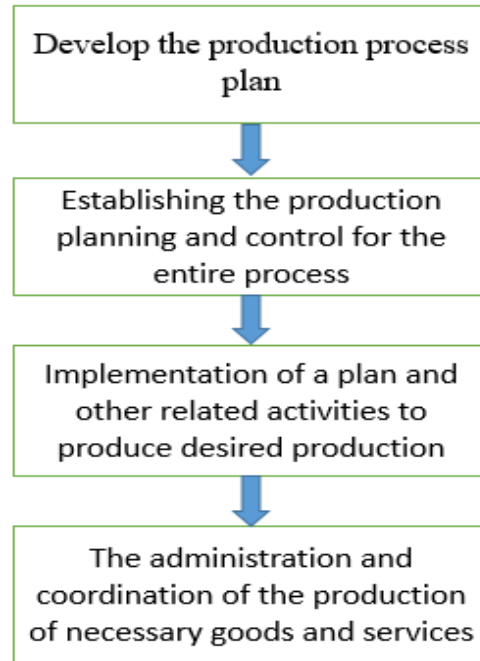 Develop the production process
plan
Establishing the production
planning and control for the
entire process
Implementation of a plan and
other related activities to
produce desired production
The administration and
coordination of the production
of necessary goods and services